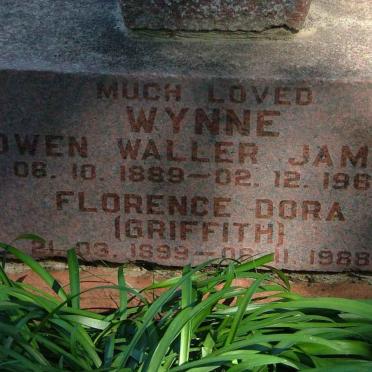 MUCH LOVED
WYNNE
OWEN WALLER
08. 10. 1889 — 02. 12.
FLORENCE DORA
(GRIFFITH)
21. 03. 1899 — 11. 1988